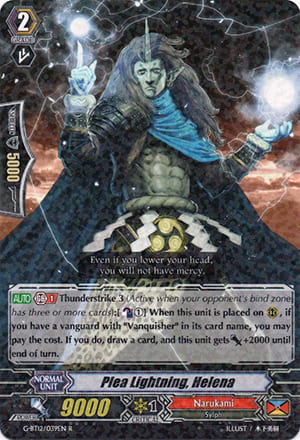 2
5000
Even if you lower your head,
you will not have mercy.
AUTO GB 1 Thunderstrike 3 (Active when your opponent's bind zone
has three or more cards):[1] When this unit is placed on , if
you have a vanguard with "Vanquisher" in its card name, you may
pay the cost. If you do, draw a card, and this unit gets +2000 until
end of turn.
NORMAL
UNIT
Plea Lightning, Helena
9000
1
CRITICAL
Narukami
Sylph
G-BT12/039EN R